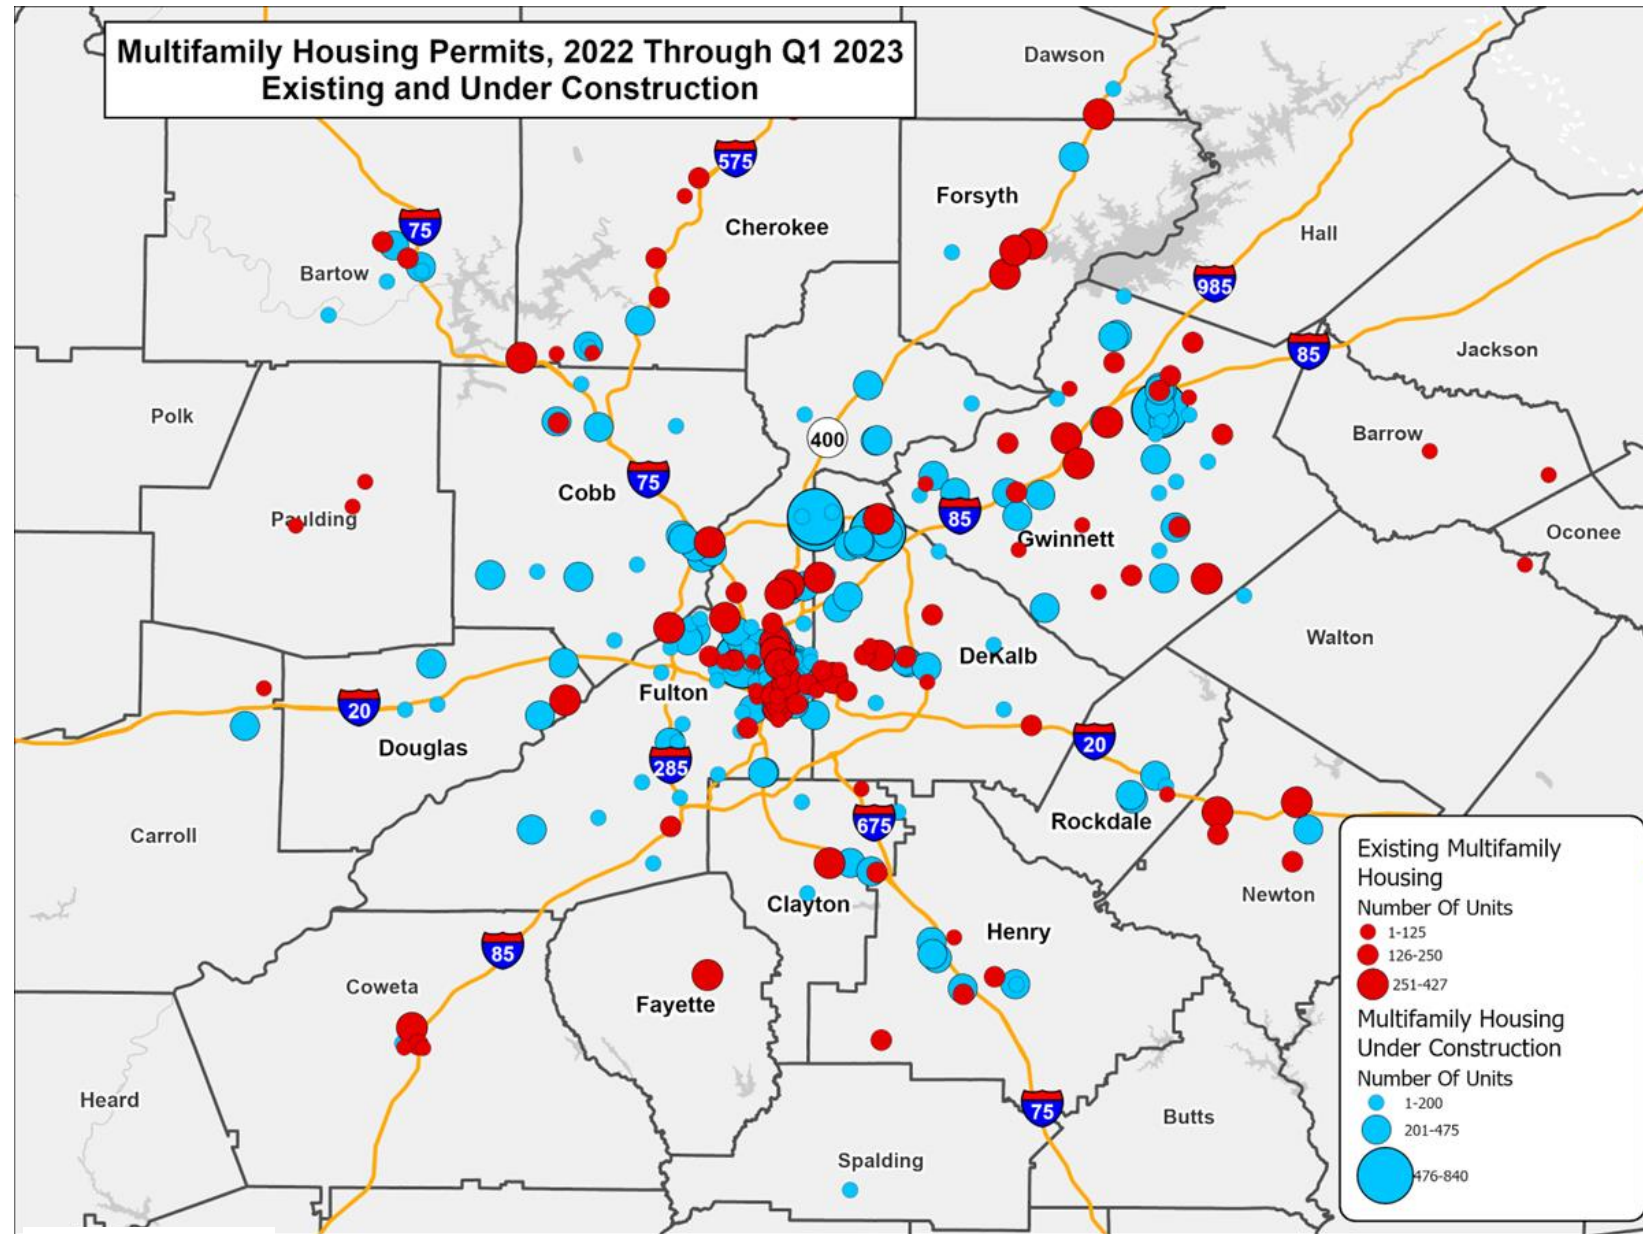 Multifamily Housing Permits, 2022 Through Q1 2023
Existing and Under Construction
Dawson
575
Forsyth
75
Cherokee
Hall
Bartow
985
85
Jackson
Polk
400
Barrow
75
Cobb
Paulding
85
Gwinnett
Oconee
Walton
DeKalb
Fulton
20
Douglas
20
285
Carroll
675
Rockdale
Clayton
Newton
Henry
85
Coweta
Fayette
Heard
75
Butts
Spalding
Existing Multifamily
Housing
Number Of Units
1-125
126-250
251-427
Multifamily Housing
Under Construction
Number Of Units
1-200
201-475
476-840